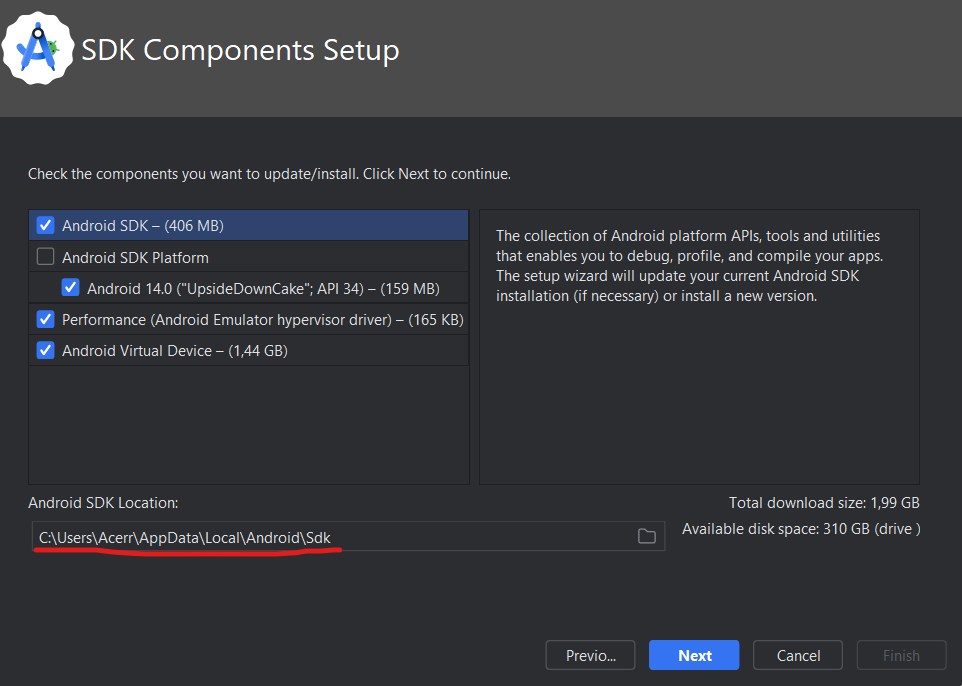 SDK Components Setup
Check the components you want to update/install. Click Next to continue.
Android SDK – (406 MB)
Android SDK Platform
Android 14.0 ("UpsideDownCake"; API 34) – (159 MB)
Performance (Android Emulator hypervisor driver) – (165 KB)
Android Virtual Device – (1,44 GB)
The collection of Android platform APIs, tools and utilities
that enables you to debug, profile, and compile your apps.
The setup wizard will update your current Android SDK
installation (if necessary) or install a new version.
Android SDK Location:
C:\Users\Acerr\AppData\Local\Android\Sdk
Total download size: 1,99 GB
Available disk space: 310 GB (drive )
Previo...
Next
Cancel
Finish